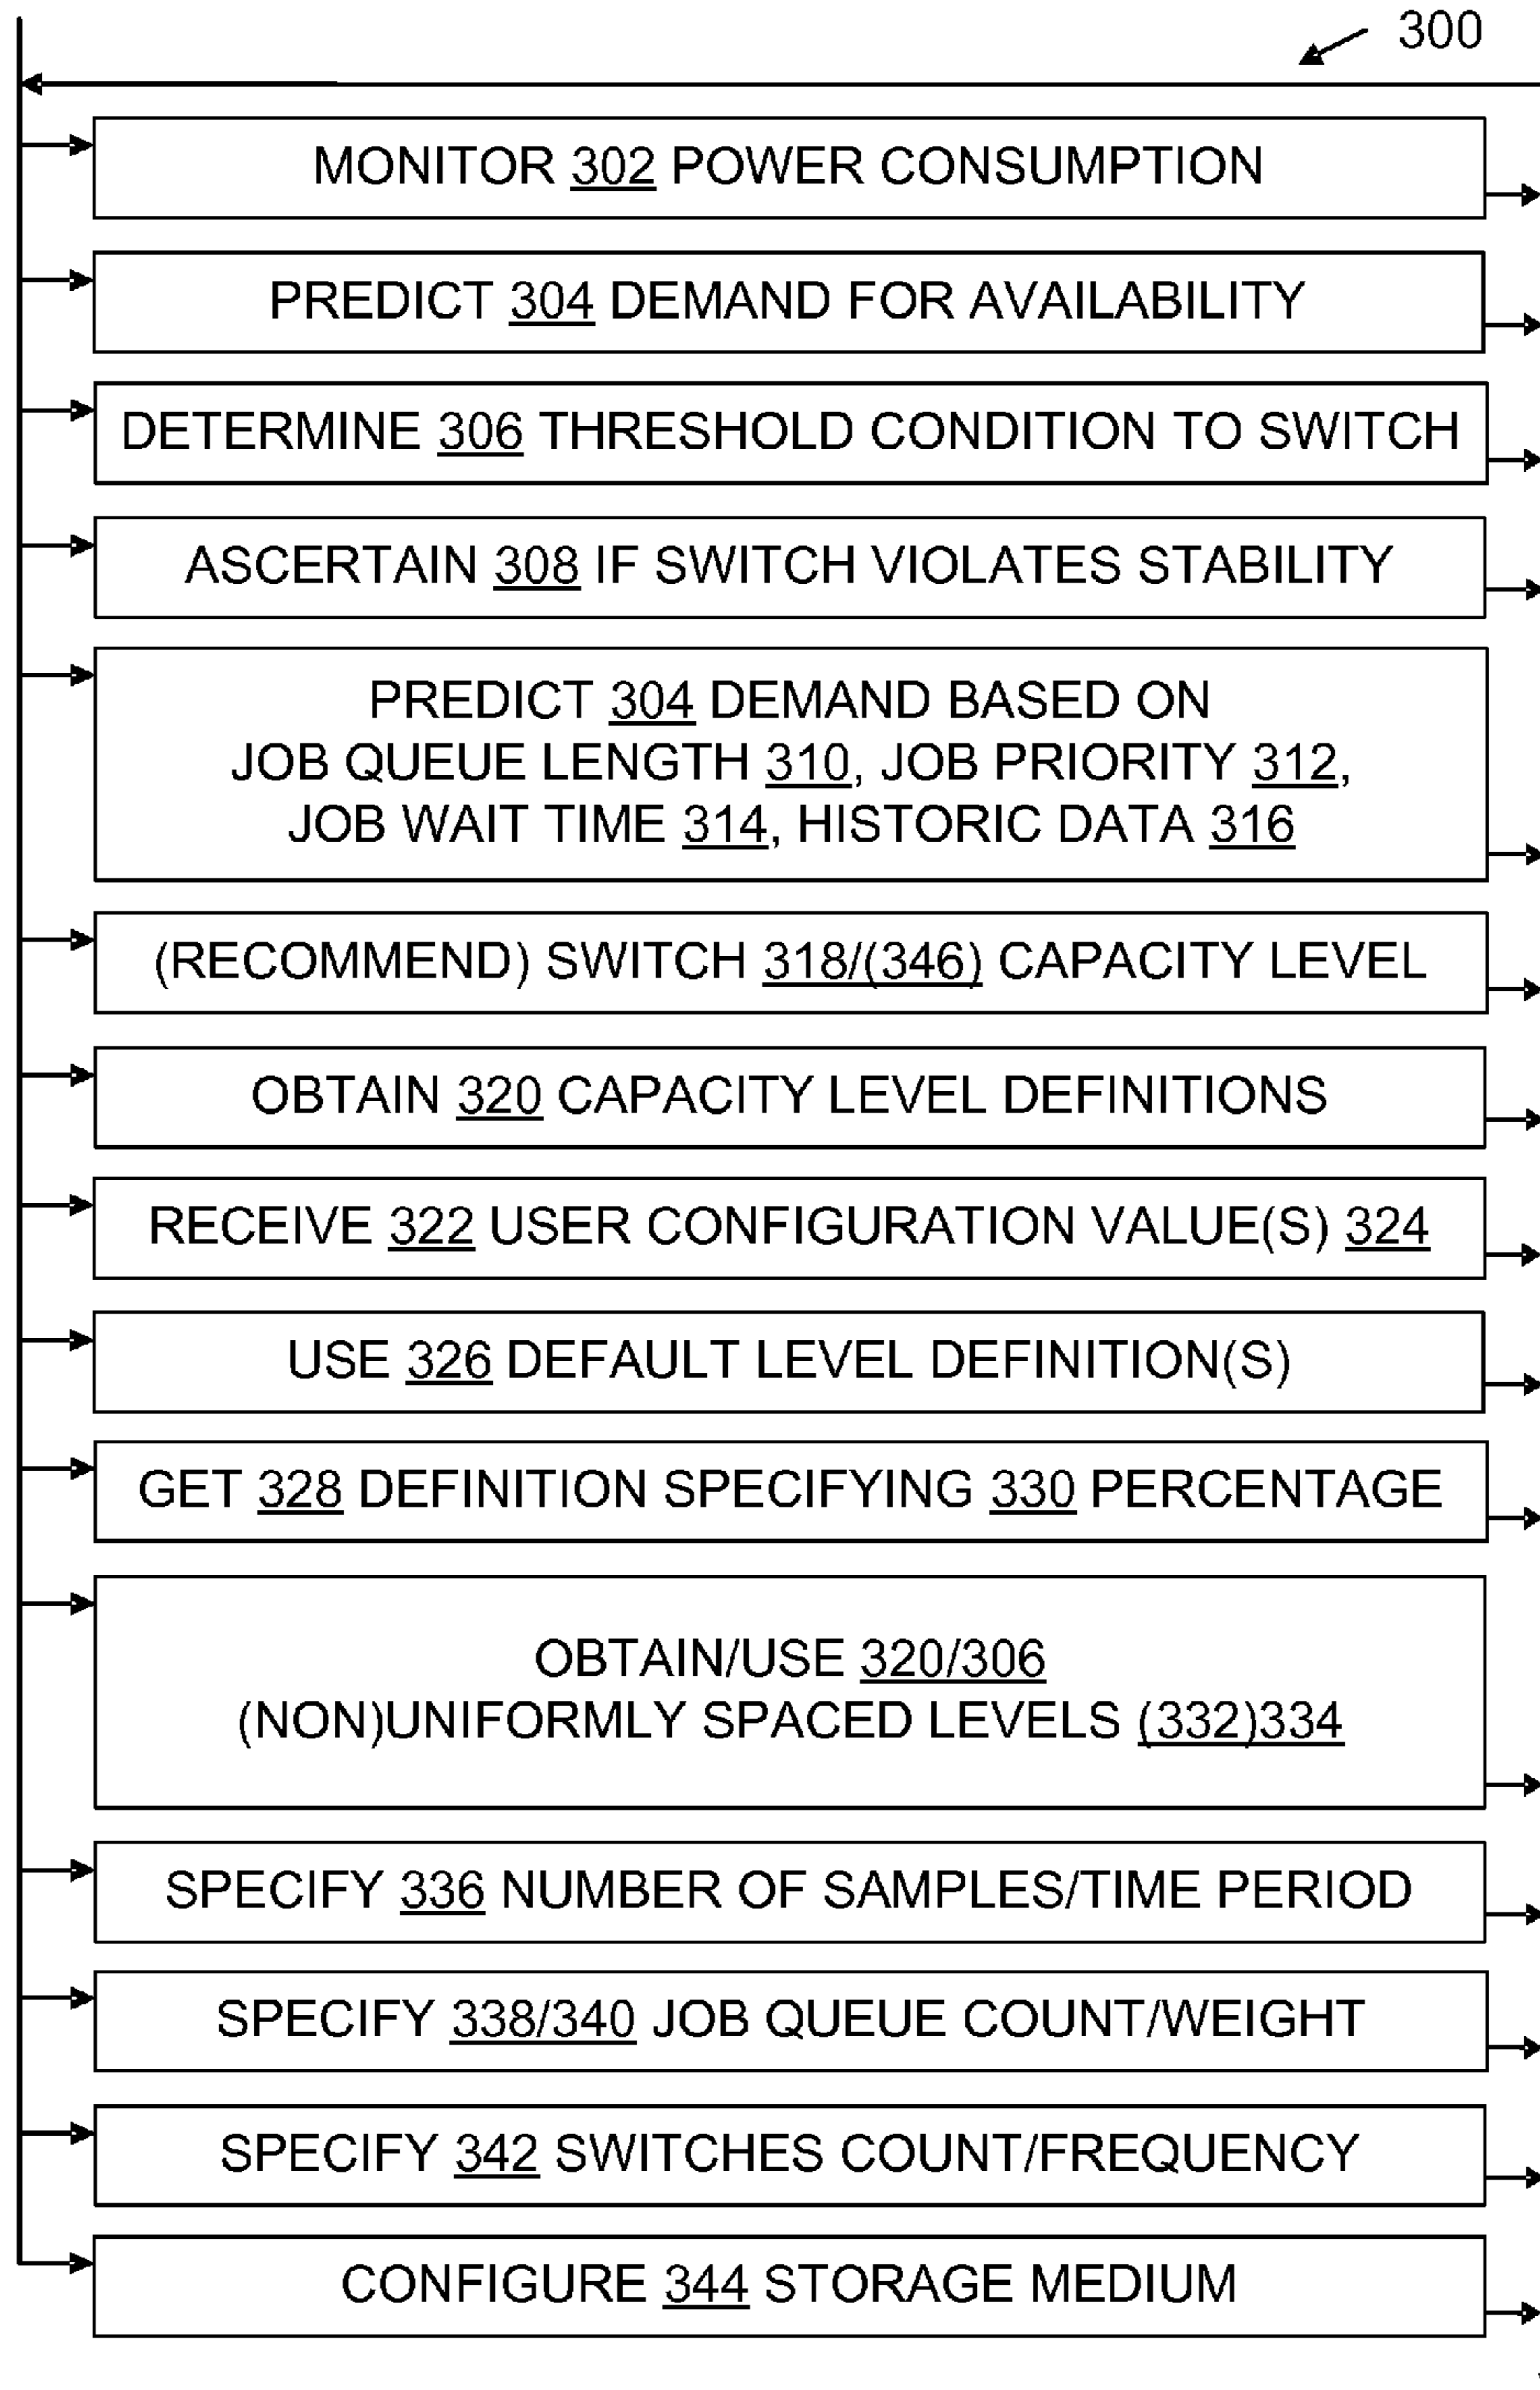 300
MONITOR 302 POWER CONSUMPTION
PREDICT 304 DEMAND FOR AVAILABILITY
DETERMINE 306 THRESHOLD CONDITION TO SWITCH
ASCERTAIN 308 IF SWITCH VIOLATES STABILITY
PREDICT 304 DEMAND BASED ON
JOB QUEUE LENGTH 310, JOB PRIORITY 312,
JOB WAIT TIME 314, HISTORIC DATA 316
(RECOMMEND) SWITCH 318/(346) CAPACITY LEVEL
OBTAIN 320 CAPACITY LEVEL DEFINITIONS
RECEIVE 322 USER CONFIGURATION VALUE(S) 324
USE 326 DEFAULT LEVEL DEFINITION(S)
GET 328 DEFINITION SPECIFYING 330 PERCENTAGE
OBTAIN/USE 320/306
(NON)UNIFORMLY SPACED LEVELS (332)334
SPECIFY 336 NUMBER OF SAMPLES/TIME PERIOD
SPECIFY 338/340 JOB QUEUE COUNT/WEIGHT
SPECIFY 342 SWITCHES COUNT/FREQUENCY
CONFIGURE 344 STORAGE MEDIUM